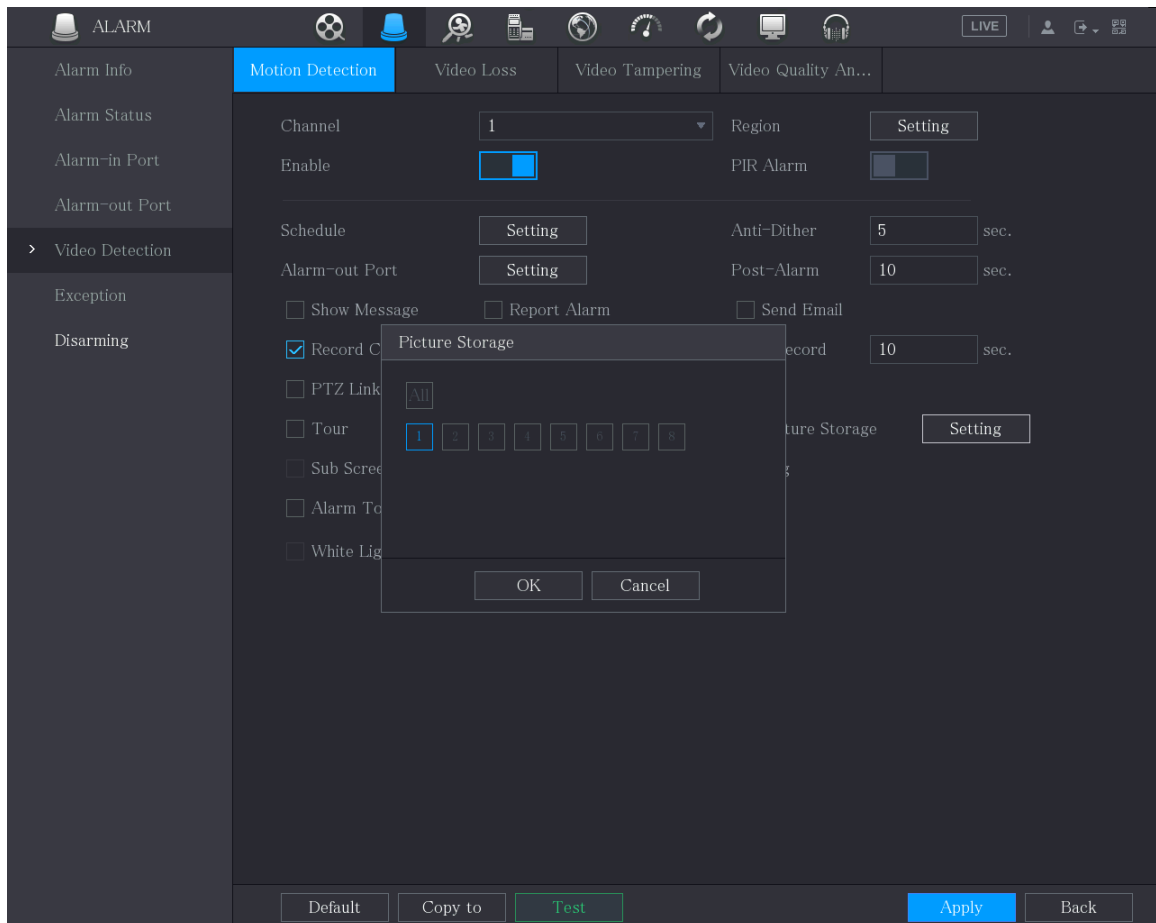 ALARM LIVE
Alarm Info
Alarm Status
Alarm-in Port
Alarm-out Port
Video Detection
Exception
Disarming
Motion Detection Video Loss Video Tampering Video Quality An...
Channel 1 Region Setting
Enable PIR Alarm
Schedule Setting Anti-Dither 5 sec.
Alarm-out Port Setting Post-Alarm 10 sec.
Show Message Report Alarm Send Email
Record C ecord 10 sec.
PTZ Link
Tour ture Storage Setting
Sub Scree g
Alarm To
White Lig
Picture Storage
All
1 2 3 4 5 6 7 8
OK Cancel
Default Copy to Test Apply Back